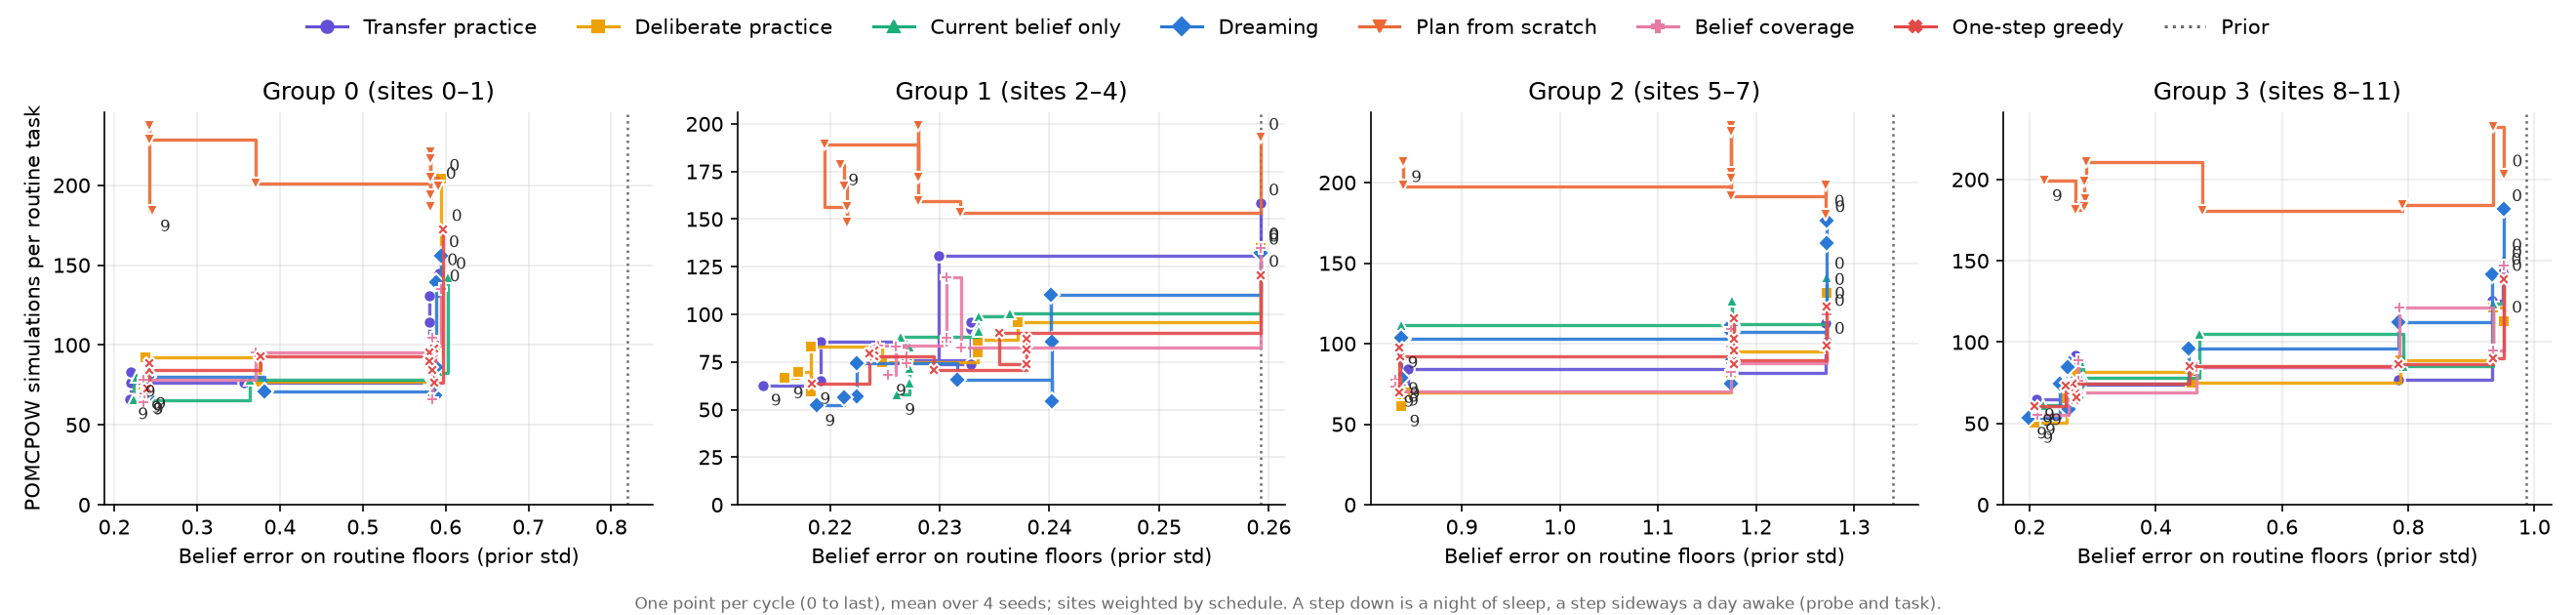 Transfer practice
Deliberate practice
Current belief only
Dreaming
Plan from scratch
Belief coverage
One-step greedy
Prior
Group 0 (sites 0–1)
Group 1 (sites 2–4)
Group 2 (sites 5–7)
Group 3 (sites 8–11)
POMCPOW simulations per routine task
200
150
100
50
0
0.2 0.3 0.4 0.5 0.6 0.7 0.8
Belief error on routine floors (prior std)
200
175
150
125
100
75
50
25
0
0.22 0.23 0.24 0.25 0.26
Belief error on routine floors (prior std)
200
150
100
50
0
0.9 1.0 1.1 1.2 1.3
Belief error on routine floors (prior std)
200
150
100
50
0
0.2 0.4 0.6 0.8 1.0
Belief error on routine floors (prior std)
One point per cycle (0 to last), mean over 4 seeds; sites weighted by schedule. A step down is a night of sleep, a step sideways a day awake (probe and task).